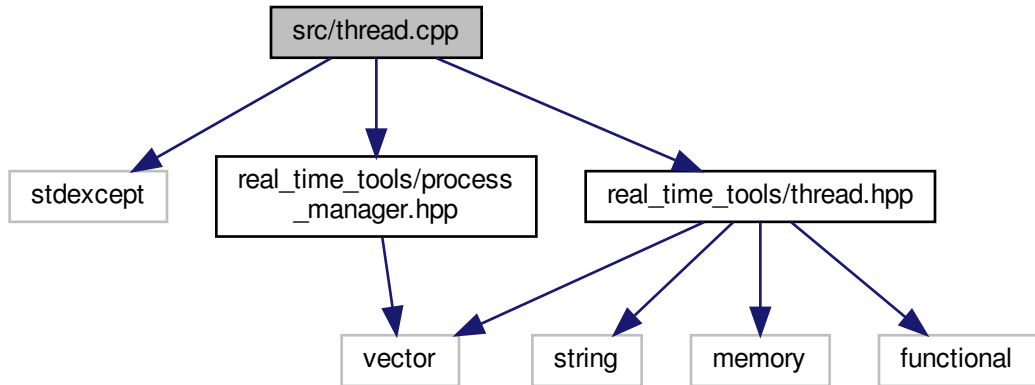 src/thread.cpp
stdexcept
real_time_tools/process
_manager.hpp
real_time_tools/thread.hpp
vector
string
memory
functional